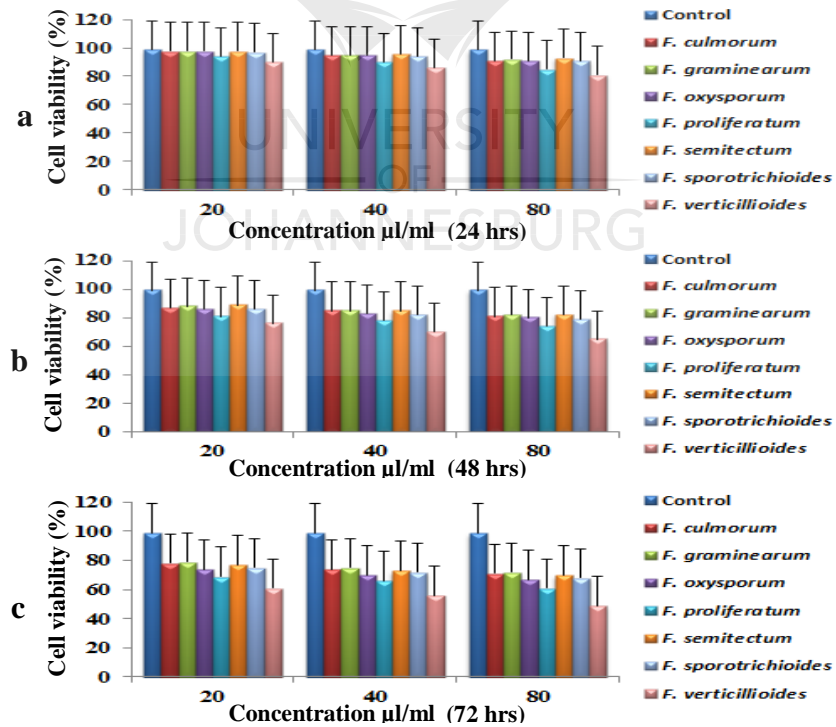 a
Cell viability (%)
120
100
80
60
40
20
0
20
40
80
Concentration µl/ml (24 hrs)
Control
F. culmorum
F. graminearum
F. oxysporum
F. proliferatum
F. semitectum
F. sporotrichioides
F. verticillioides
UNIVERSITY
OF
JOHANNESBURG
b
Cell viability (%)
120
100
80
60
40
20
0
20
40
80
Concentration µl/ml (48 hrs)
Control
F. culmorum
F. graminearum
F. oxysporum
F. proliferatum
F. semitectum
F. sporotrichioides
F. verticillioides
c
Cell viability (%)
120
100
80
60
40
20
0
20
40
80
Concentration µl/ml (72 hrs)
Control
F. culmorum
F. graminearum
F. oxysporum
F. proliferatum
F. semitectum
F. sporotrichioides
F. verticillioides